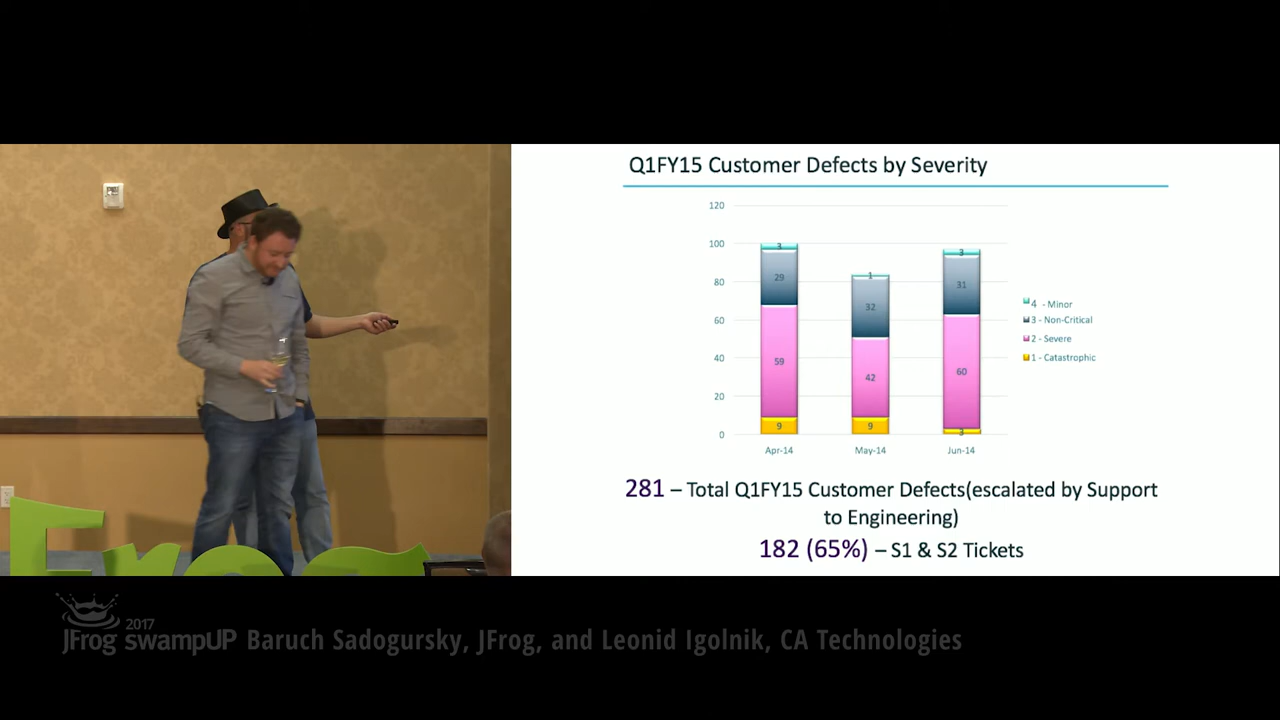 Q1FY15 Customer Defects by Severity
120
100
80
60
40
20
0
3
29
59
9
1
32
42
9
3
31
60
3
Apr-14
May-14
Jun-14
4 - Minor
3 - Non-Critical
2 - Severe
1 - Catastrophic
281 – Total Q1FY15 Customer Defects(escalated by Support
to Engineering)
182 (65%) – S1 & S2 Tickets
Frog
2017
JFrog swampUP Baruch Sadogursky, JFrog, and Leonid Igolnik, CA Technologies